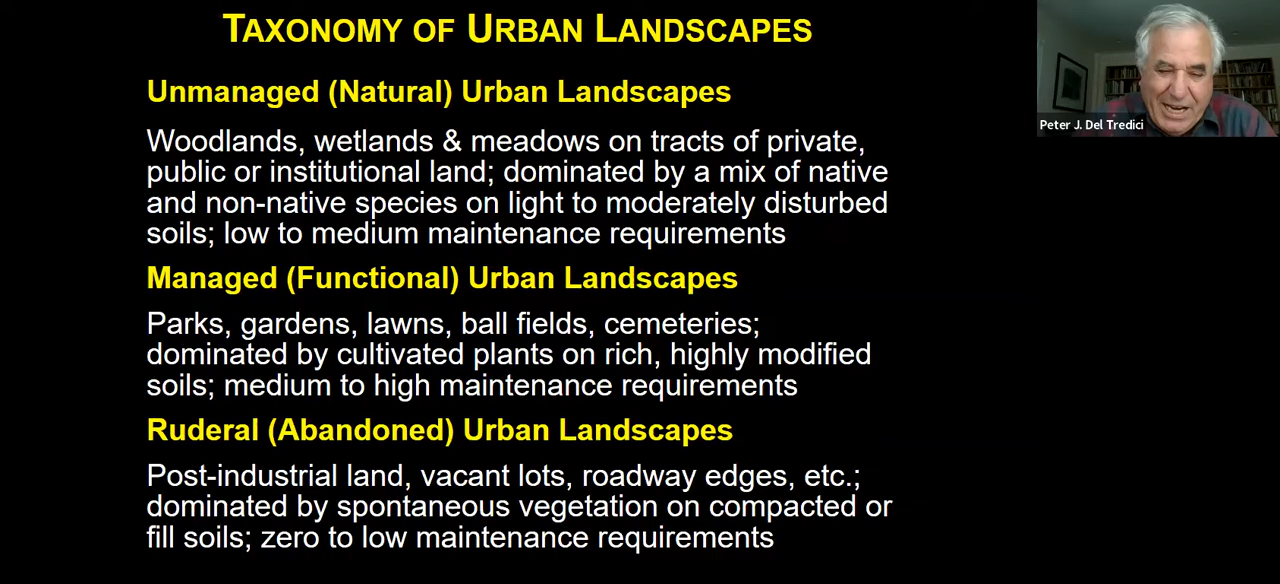 TAXONOMY OF URBAN LANDSCAPES
Unmanaged (Natural) Urban Landscapes
Woodlands, wetlands & meadows on tracts of private,
public or institutional land; dominated by a mix of native
and non-native species on light to moderately disturbed
soils; low to medium maintenance requirements
Managed (Functional) Urban Landscapes
Parks, gardens, lawns, ball fields, cemeteries;
dominated by cultivated plants on rich, highly modified
soils; medium to high maintenance requirements
Ruderal (Abandoned) Urban Landscapes
Post-industrial land, vacant lots, roadway edges, etc.;
dominated by spontaneous vegetation on compacted or
fill soils; zero to low maintenance requirements
Peter J. Del Tredici